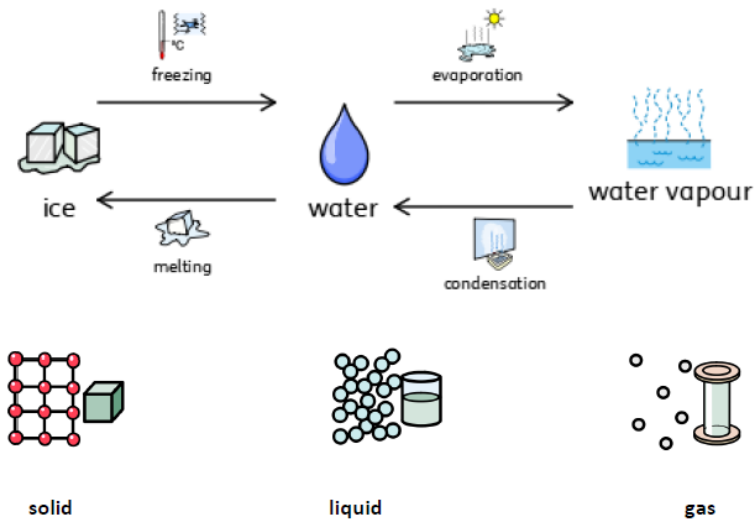 °C
freezing
evaporation
ice
water
water vapour
melting
condensation
solid
liquid
gas